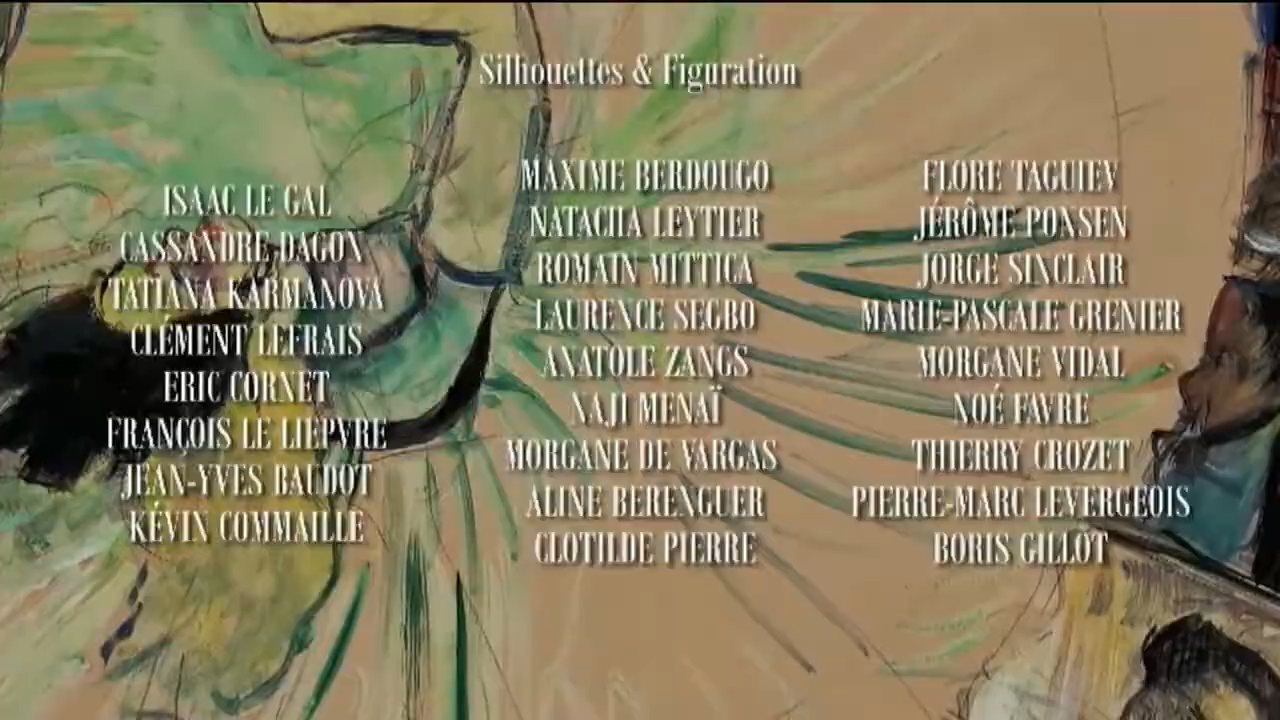 Silhouettes & Figuration
ISAAC LE GAL
CASSANDRE DAGON
TATIANA KARMANOVA
CLÉMENT LEFRAIS
ERIC CORNET
FRANÇOIS LE LIEPVRE
JEAN-YVES BAUDOT
KÉVIN COMMAILLE
MAXIME BERDOUGO
NATACHA LEYTIER
ROMAIN MITTICA
LAURENCE SEGBO
ANATOLE ZANGS
NAJI MENAÏ
MORGANE DE VARGAS
ALINE BERENGUER
CLOTILDE PIERRE
FLORE TAGUIEV
JÉRÔME PONSEN
JORGE SINCLAIR
MARIE-PASCALE GRENIER
MORGANE VIDAL
NOÉ FAVRE
THIERRY CROZET
PIERRE-MARC LEVERGEOIS
BORIS GILLOT